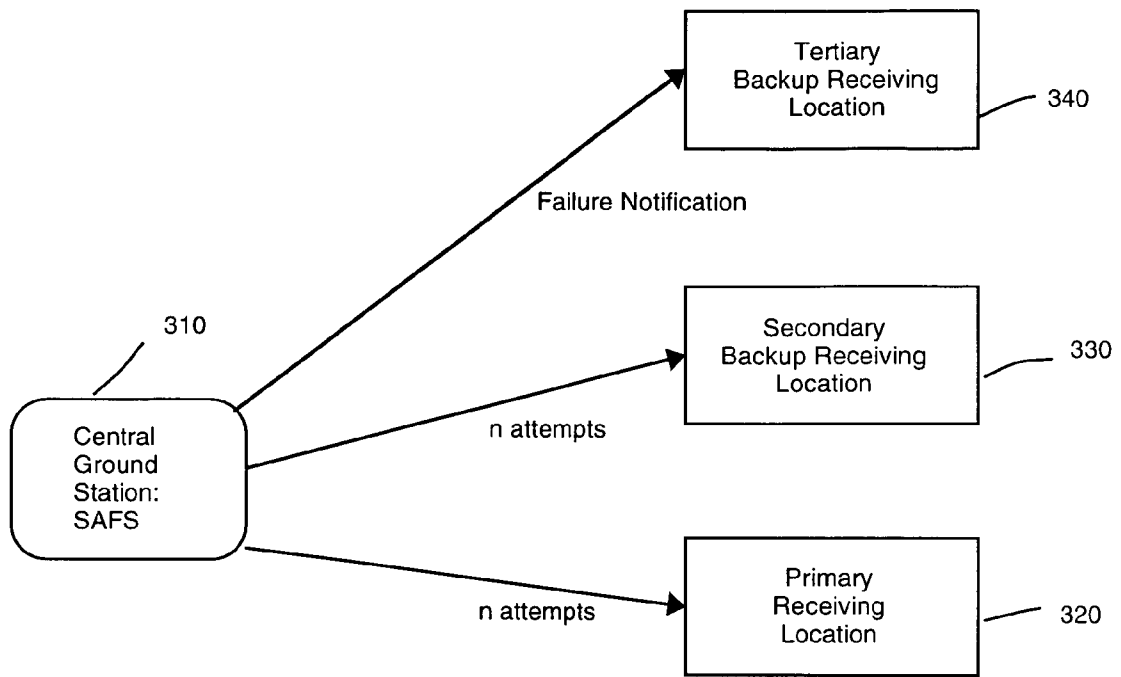 Tertiary
Backup Receiving
Location
340
Failure Notification
Secondary
Backup Receiving
Location
330
310
Central
Ground
Station:
SAFS
n attempts
Primary
Receiving
Location
320
n attempts